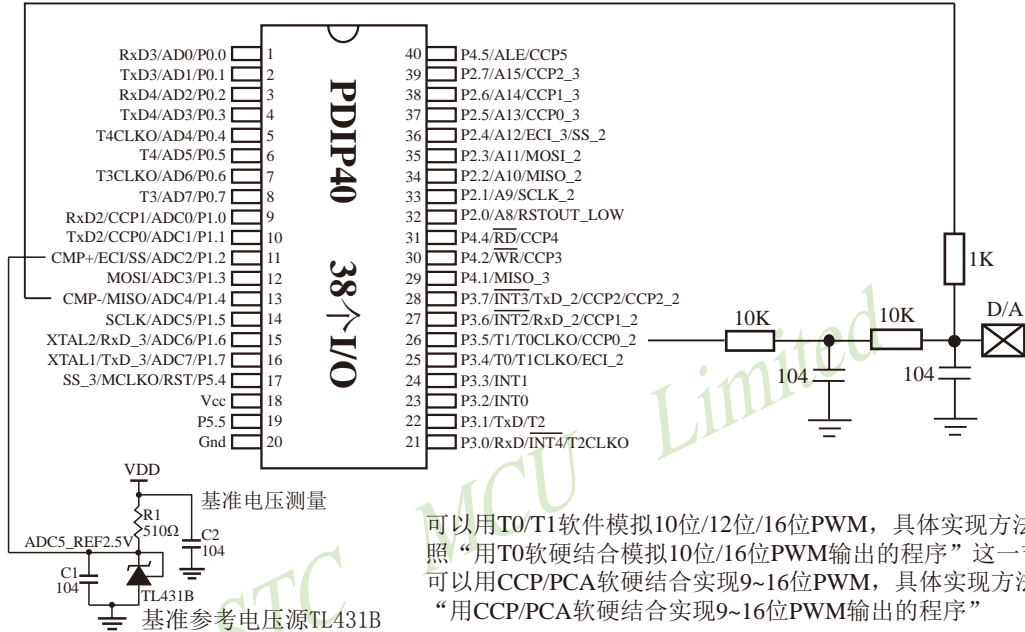 RxD3/AD0/P0.0 1
TxD3/AD1/P0.1 2
RxD4/AD2/P0.2 3
TxD4/AD3/P0.3 4
T4CLKO/AD4/P0.4 5
T4/AD5/P0.5 6
T3CLKO/AD6/P0.6 7
T3/AD7/P0.7 8
RxD2/CCP1/ADC0/P1.0 9
TxD2/CCP0/ADC1/P1.1 10
CMP+/ECI/SS/ADC2/P1.2 11
MOSI/ADC3/P1.3 12
CMP-/MISO/ADC4/P1.4 13
SCLK/ADC5/P1.5 14
XTAL2/RxD_3/ADC6/P1.6 15
XTAL1/TxD_3/ADC7/P1.7 16
SS_3/MCLKO/RST/P5.4 17
Vcc 18
P5.5 19
Gnd 20
PDIP40 38个I/O
40 P4.5/ALE/CCP5
39 P2.7/A15/CCP2_3
38 P2.6/A14/CCP1_3
37 P2.5/A13/CCP0_3
36 P2.4/A12/ECI_3/SS_2
35 P2.3/A11/MOSI_2
34 P2.2/A10/MISO_2
33 P2.1/A9/SCLK_2
32 P2.0/A8/RSTOUT_LOW
31 P4.4/RD/CCP4
30 P4.2/WR/CCP3
29 P4.1/MISO_3
28 P3.7/INT3/TxD_2/CCP2/CCP2_2
27 P3.6/INT2/RxD_2/CCP1_2
26 P3.5/T1/T0CLKO/CCP0_2
25 P3.4/T0/T1CLKO/ECI_2
24 P3.3/INT1
23 P3.2/INT0
22 P3.1/TxD/T2
21 P3.0/RxD/INT4/T2CLKO
1K
D/A
10K
10K
104
104
VDD
基准电压测量
R1
510Ω
C2
104
ADC5_REF2.5V
C1
104
TL431B
基准参考电压源TL431B
可以用T0/T1软件模拟10位/12位/16位PWM，具体实现方法
照“用T0软硬结合模拟10位/16位PWM输出的程序”这一
可以用CCP/PCA软硬结合实现9~16位PWM，具体实现方法
“用CCP/PCA软硬结合实现9~16位PWM输出的程序”
STC MCU Limited